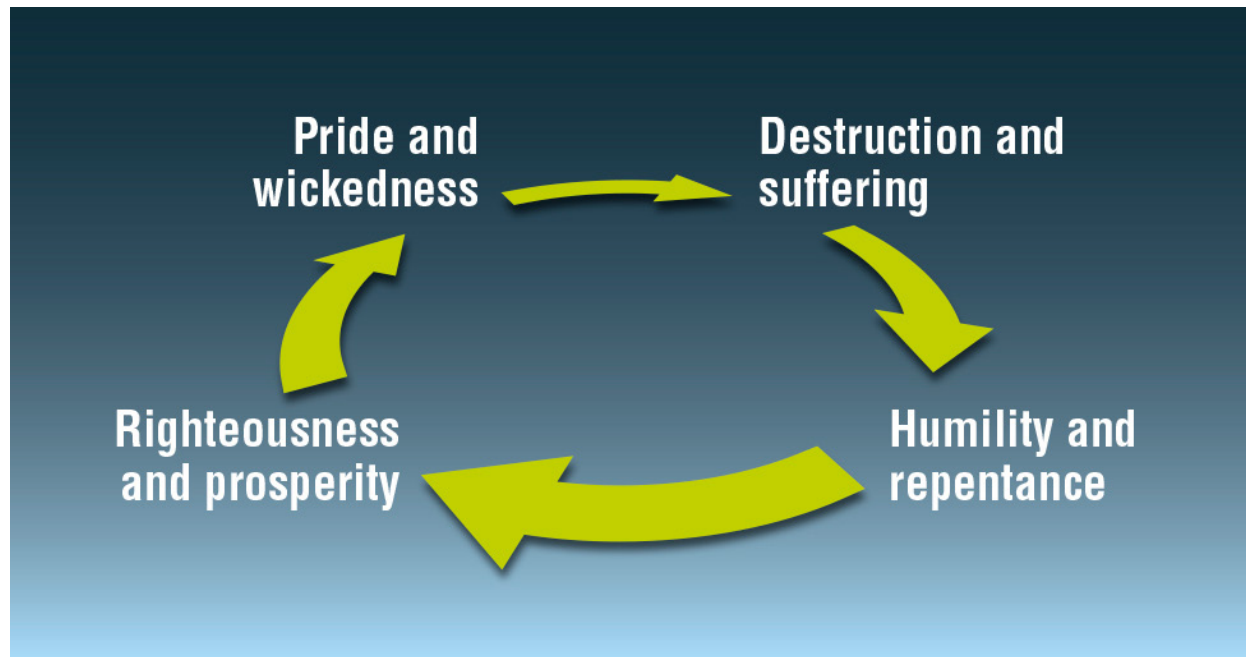 Pride and
wickedness
Destruction and
suffering
Righteousness
and prosperity
Humility and
repentance